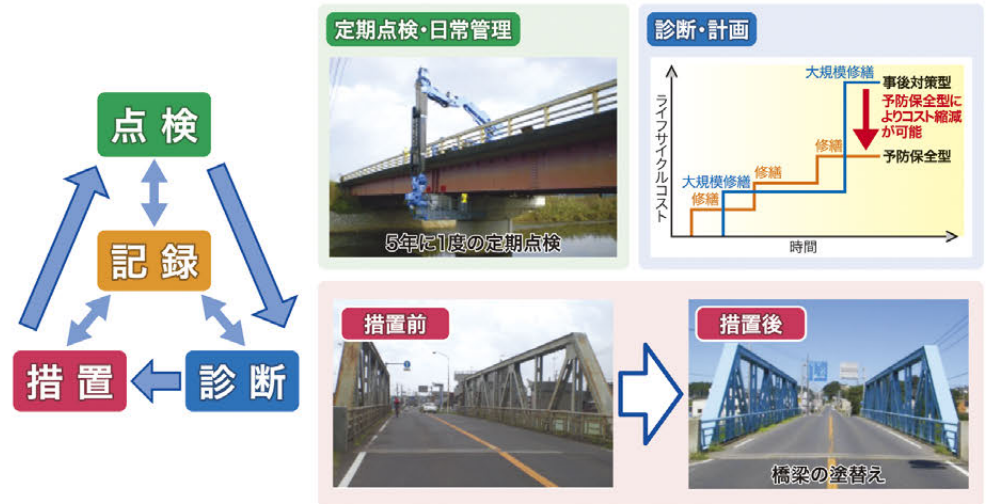 点検
記録
措置
診断
定期点検・日常管理
5年に1度の定期点検
診断・計画
ライフサイクルコスト
大規模修繕
事後対策型
予防保全型に
よりコスト縮減
が可能
修繕
予防保全型
大規模修繕
修繕
修繕
時間
措置前
措置後
橋梁の塗替え